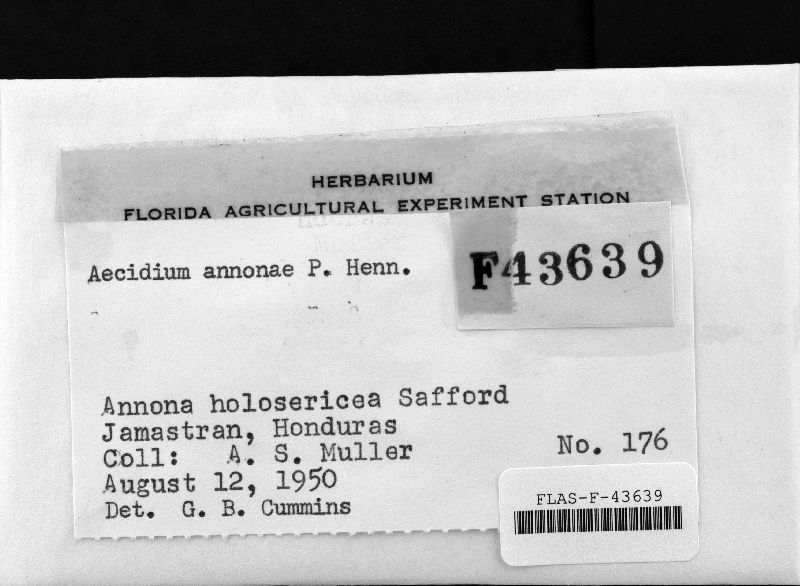 HERBARIUM
FLORIDA AGRICULTURAL EXPERIMENT STATION
Aecidium annonae P. Henn.
F43639
Annona holosericea Safford
Jamastran, Honduras
Coll: A. S. Muller
No. 176
August 12, 1950
Det. G. B. Cummins
FLAS-F-43639